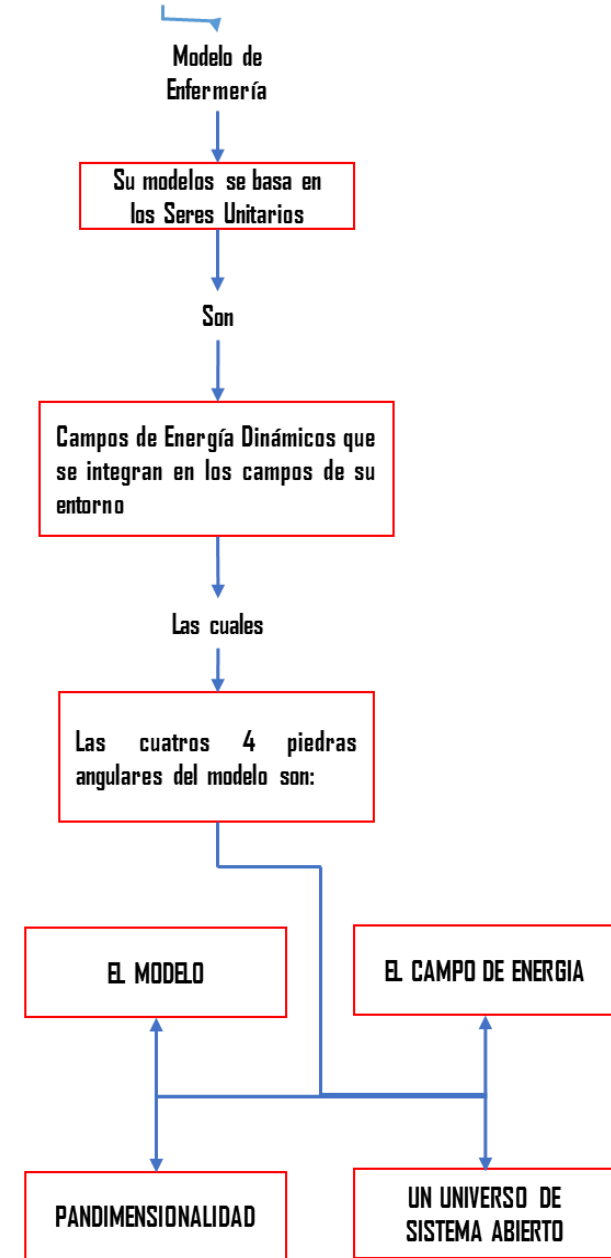 Modelo de
Enfermería
Su modelos se basa en
los Seres Unitarios
Son
Campos de Energía Dinámicos que
se integran en los campos de su
entorno
Las cuales
Las cuatros 4 piedras
angulares del modelo son:
EL MODELO
EL CAMPO DE ENERGIA
PANDIMENSIONALIDAD
UN UNIVERSO DE
SISTEMA ABIERTO